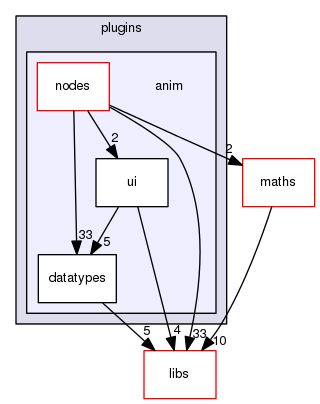 plugins
nodes
anim
2
2
ui
maths
33
5
datatypes
5
4
33
10
libs